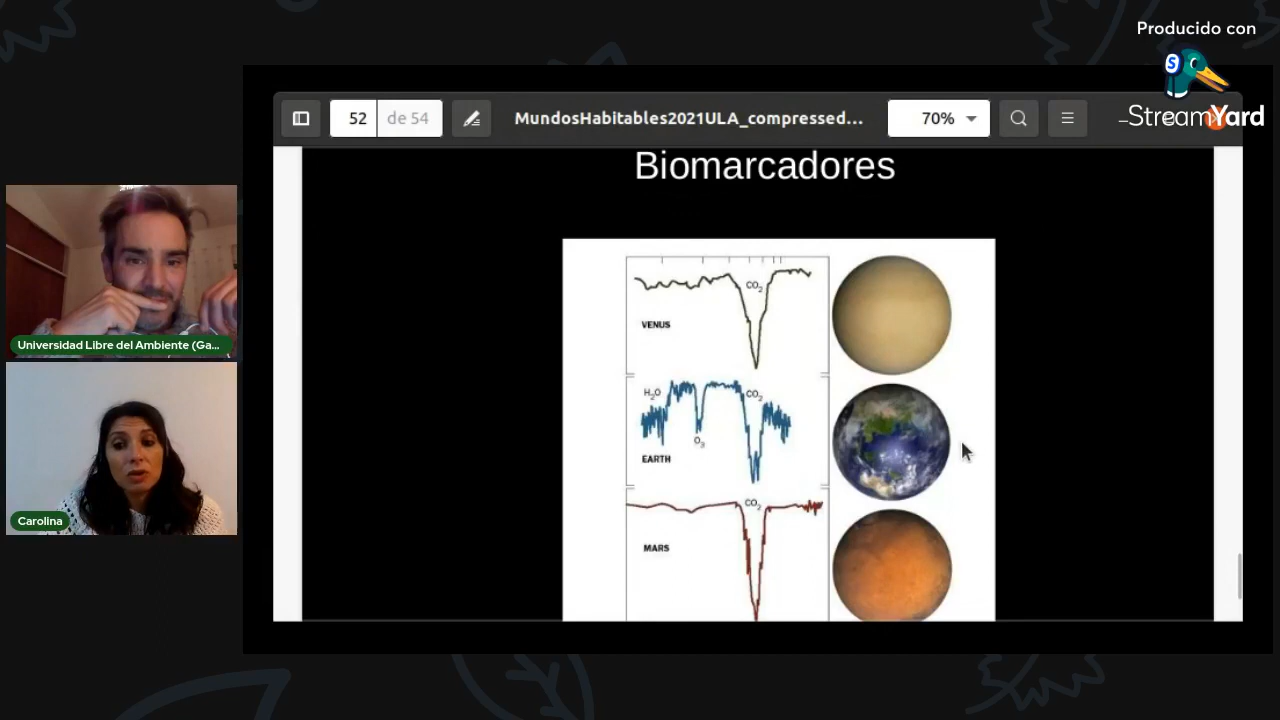 Producido con
StreamYard
52 de 54
MundosHabitables2021ULA_compressed...
70%
Biomarcadores
CO2
VENUS
H2O
CO2
O3
EARTH
CO2
MARS
Universidad Libre del Ambiente (Ga...
Carolina